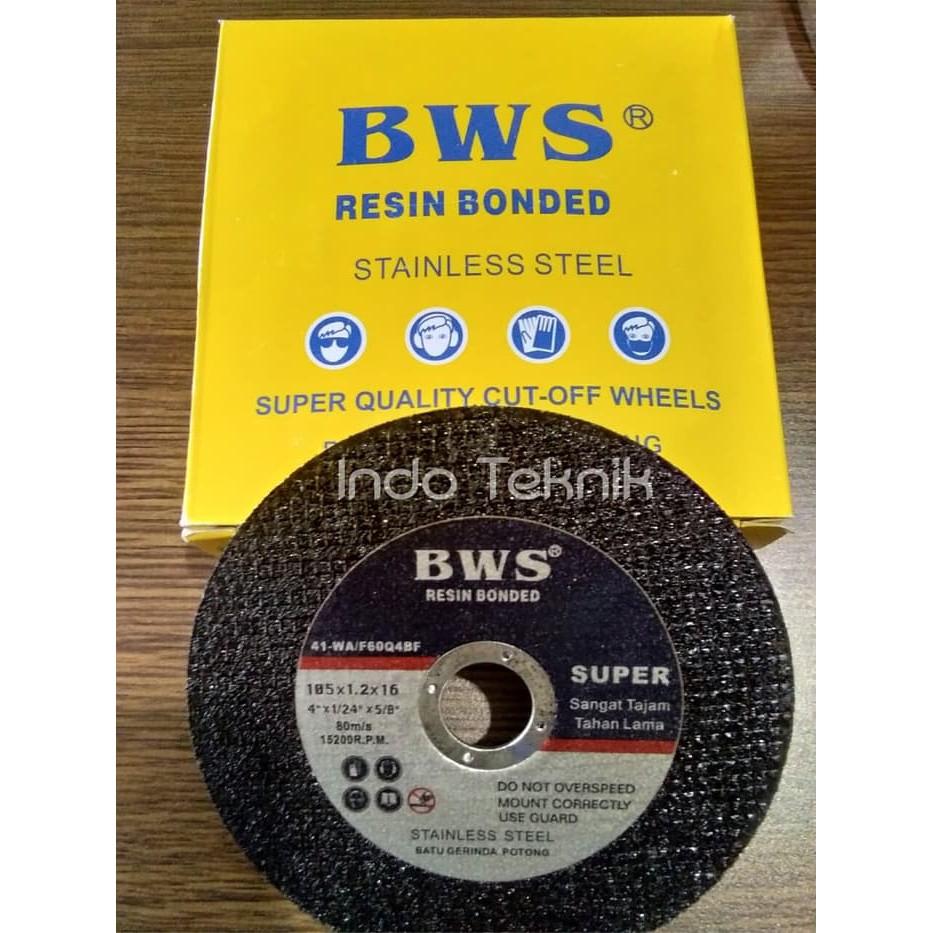 BWS®
RESIN BONDED
STAINLESS STEEL
SUPER QUALITY CUT-OFF WHEELS
Indo Teknik
BWS®
RESIN BONDED
41-WA/F60Q4BF
105x1.2x16
4"x1/24"x5/8"
80m/s
15200R.P.M.
SUPER
Sangat Tajam
Tahan Lama
DO NOT OVERSPEED
MOUNT CORRECTLY
USE GUARD
STAINLESS STEEL
BATU GERINDA POTONG